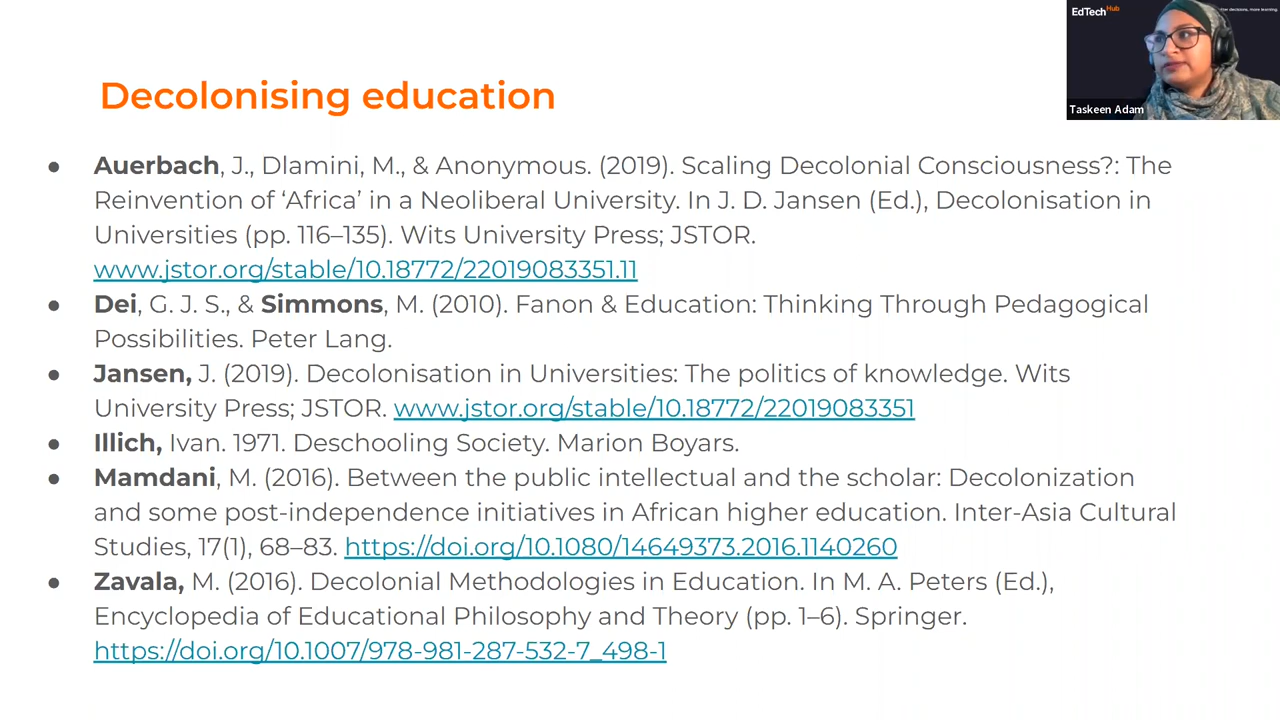 EdTechHub
Decolonising education
Taskeen Adam
● Auerbach, J., Dlamini, M., & Anonymous. (2019). Scaling Decolonial Consciousness?: The
Reinvention of ‘Africa’ in a Neoliberal University. In J. D. Jansen (Ed.), Decolonisation in
Universities (pp. 116–135). Wits University Press; JSTOR.
www.jstor.org/stable/10.18772/22019083351.11
● Dei, G. J. S., & Simmons, M. (2010). Fanon & Education: Thinking Through Pedagogical
Possibilities. Peter Lang.
● Jansen, J. (2019). Decolonisation in Universities: The politics of knowledge. Wits
University Press; JSTOR. www.jstor.org/stable/10.18772/22019083351
● Illich, Ivan. 1971. Deschooling Society. Marion Boyars.
● Mamdani, M. (2016). Between the public intellectual and the scholar: Decolonization
and some post-independence initiatives in African higher education. Inter-Asia Cultural
Studies, 17(1), 68–83. https://doi.org/10.1080/14649373.2016.1140260
● Zavala, M. (2016). Decolonial Methodologies in Education. In M. A. Peters (Ed.),
Encyclopedia of Educational Philosophy and Theory (pp. 1–6). Springer.
https://doi.org/10.1007/978-981-287-532-7_498-1